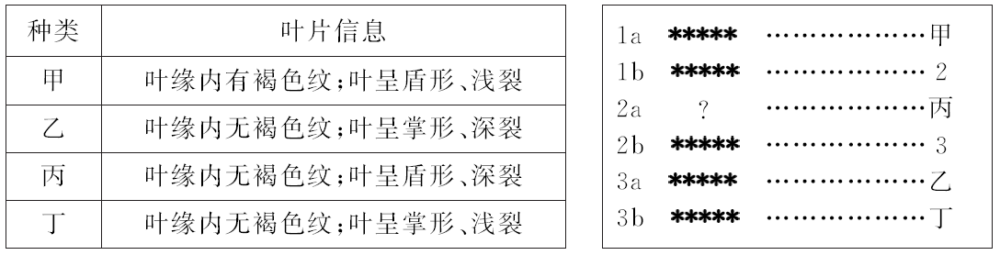 种类 叶片信息
甲 叶缘内有褐色纹;叶呈盾形、浅裂
乙 叶缘内无褐色纹;叶呈掌形、深裂
丙 叶缘内无褐色纹;叶呈盾形、深裂
丁 叶缘内无褐色纹;叶呈掌形、浅裂
1a ***** ………………甲
1b ***** ……………… 2
2a ? ………………丙
2b ***** ……………… 3
3a ***** ………………乙
3b ***** ………………丁